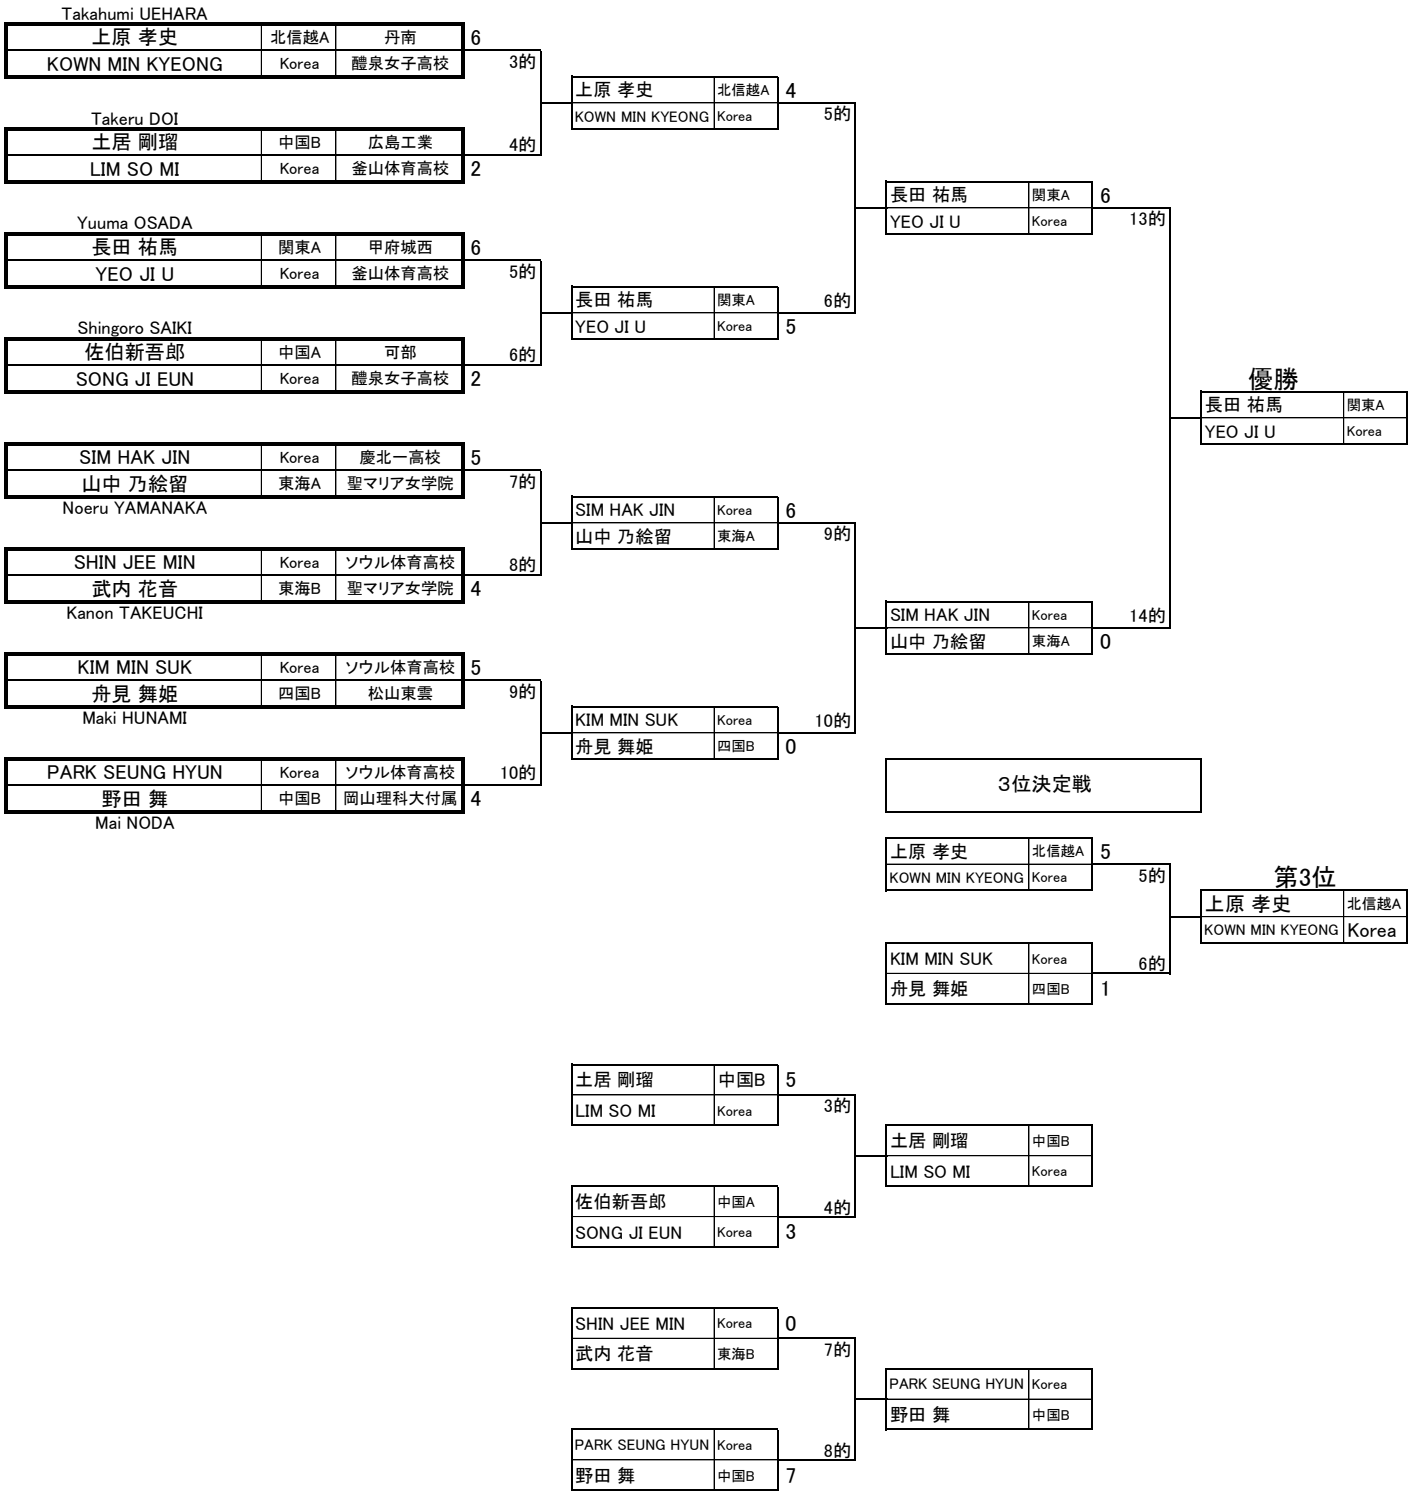 Takahumi UEHARA
上原 孝史 北信越A 丹南 6
KOWN MIN KYEONG Korea 醴泉女子高校
3的
Takeru DOI
土居 剛瑠 中国B 広島工業
4的
LIM SO MI Korea 釜山体育高校 2
上原 孝史 北信越A 4
KOWN MIN KYEONG Korea
5的
Yuuma OSADA
長田 祐馬 関東A 甲府城西 6
YEO JI U Korea 釜山体育高校
5的
Shingoro SAIKI
佐伯新吾郎 中国A 可部
6的
SONG JI EUN Korea 醴泉女子高校 2
長田 祐馬 関東A
6的
YEO JI U Korea 5
長田 祐馬 関東A 6
YEO JI U Korea
13的
SIM HAK JIN Korea 慶北一高校 5
山中 乃絵留 東海A 聖マリア女学院
7的
Noeru YAMANAKA
SHIN JEE MIN Korea ソウル体育高校
8的
武内 花音 東海B 聖マリア女学院 4
Kanon TAKEUCHI
SIM HAK JIN Korea 6
山中 乃絵留 東海A
9的
KIM MIN SUK Korea ソウル体育高校 5
舟見 舞姫 四国B 松山東雲
9的
Maki HUNAMI
PARK SEUNG HYUN Korea ソウル体育高校
10的
野田 舞 中国B 岡山理科大付属 4
Mai NODA
KIM MIN SUK Korea
10的
舟見 舞姫 四国B 0
SIM HAK JIN Korea
14的
山中 乃絵留 東海A 0
優勝
長田 祐馬 関東A
YEO JI U Korea
3位決定戦
上原 孝史 北信越A 5
KOWN MIN KYEONG Korea
5的
KIM MIN SUK Korea
6的
舟見 舞姫 四国B 1
第3位
上原 孝史 北信越A
KOWN MIN KYEONG Korea
土居 剛瑠 中国B 5
LIM SO MI Korea
3的
佐伯新吾郎 中国A
4的
SONG JI EUN Korea 3
土居 剛瑠 中国B
LIM SO MI Korea
SHIN JEE MIN Korea 0
武内 花音 東海B
7的
PARK SEUNG HYUN Korea
8的
野田 舞 中国B 7
PARK SEUNG HYUN Korea
野田 舞 中国B